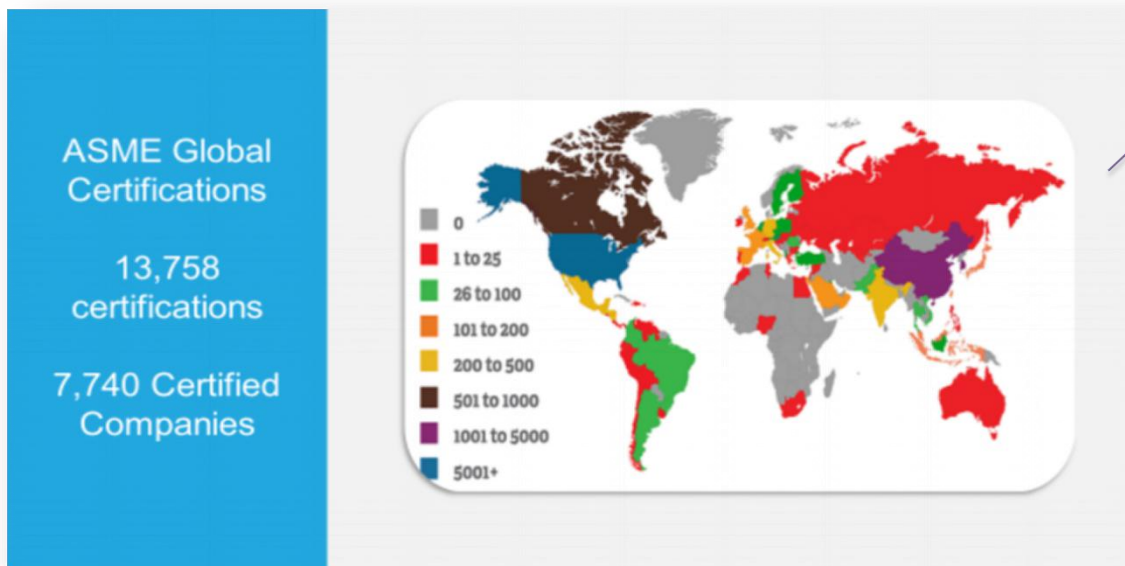 ASME Global
Certifications
13,758
certifications
7,740 Certified
Companies
0
1 to 25
26 to 100
101 to 200
200 to 500
501 to 1000
1001 to 5000
5001+